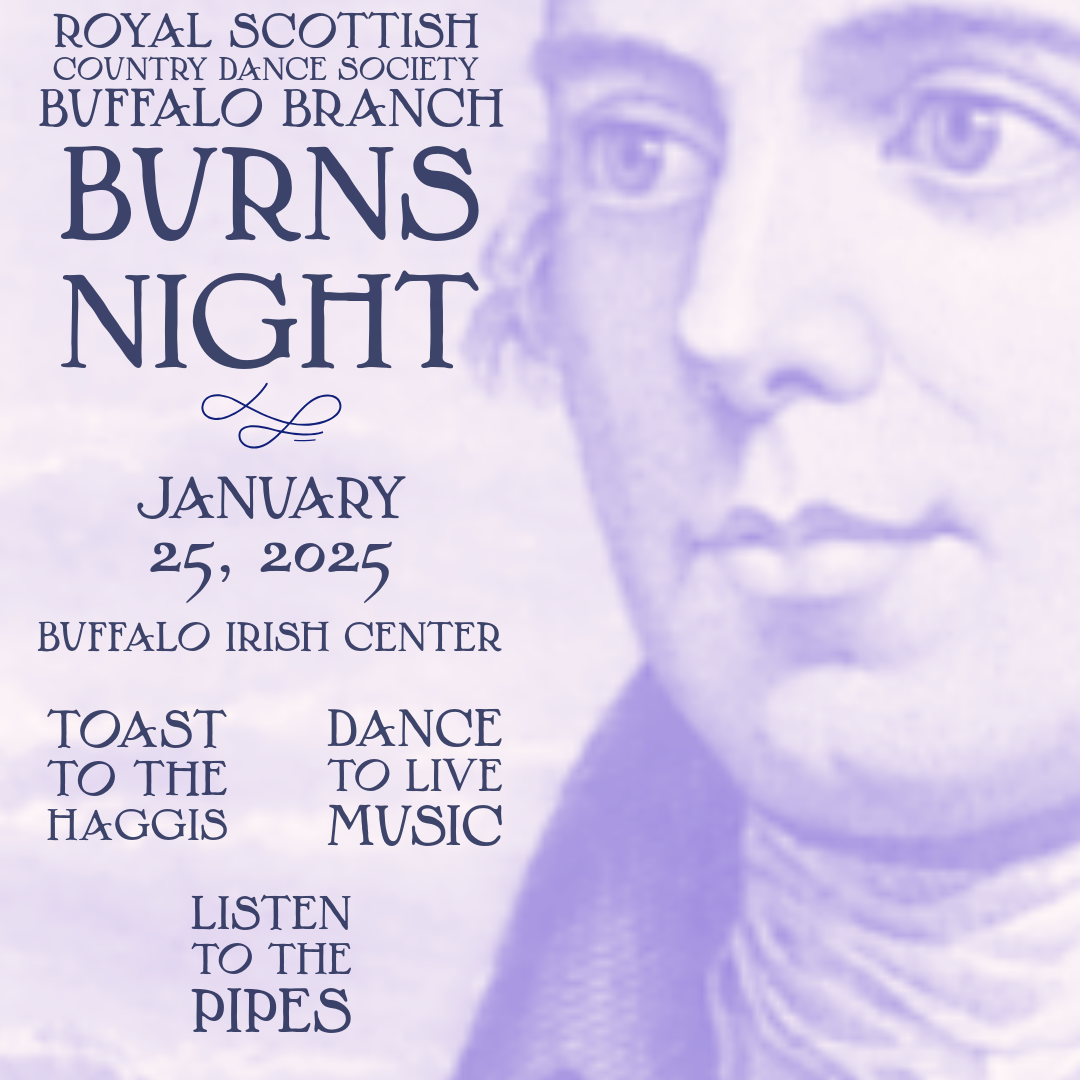 ROYAL SCOTTISH
COUNTRY DANCE SOCIETY
BUFFALO BRANCH
BURNS
NIGHT
JANUARY
25, 2025
BUFFALO IRISH CENTER
TOAST
TO THE
HAGGIS
DANCE
TO LIVE
MUSIC
LISTEN
TO THE
PIPES